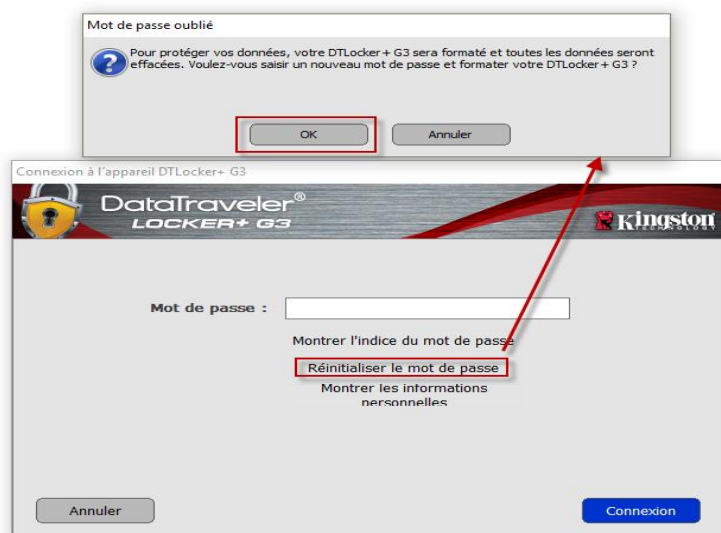 Mot de passe oublié
Pour protéger vos données, votre DTLocker+ G3 sera formaté et toutes les données seront
effacées. Voulez-vous saisir un nouveau mot de passe et formater votre DTLocker+ G3 ?
OK
Annuler
Connexion à l'appareil DTLocker+ G3
DataTraveler®
LOCKER+ G3
Kingston
TECHNOLOGY
Mot de passe :
Montrer l'indice du mot de passe
Réinitialiser le mot de passe
Montrer les informations
personnelles
Annuler
Connexion